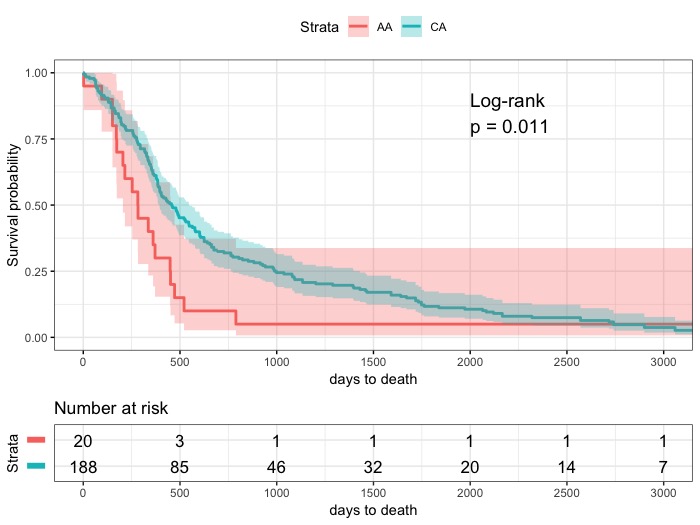 Strata AA CA
Survival probability
1.00
0.75
0.50
0.25
0.00
Log-rank
p = 0.011
0 500 1000 1500 2000 2500 3000
days to death
Number at risk
Strata
20 3 1 1 1 1 1
188 85 46 32 20 14 7
0 500 1000 1500 2000 2500 3000
days to death